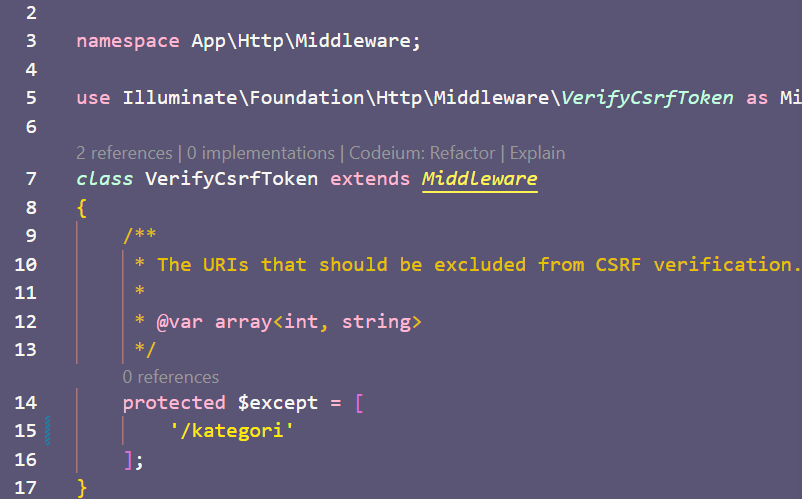 2
3 namespace App\Http\Middleware;
4
5 use Illuminate\Foundation\Http\Middleware\VerifyCsrfToken as Mi
6
2 references | 0 implementations | Codeium: Refactor | Explain
7 class VerifyCsrfToken extends Middleware
8 {
9 /**
10 * The URIs that should be excluded from CSRF verification.
11 *
12 * @var array<int, string>
13 */
0 references
14 protected $except = [
15 '/kategori'
16 ];
17 }